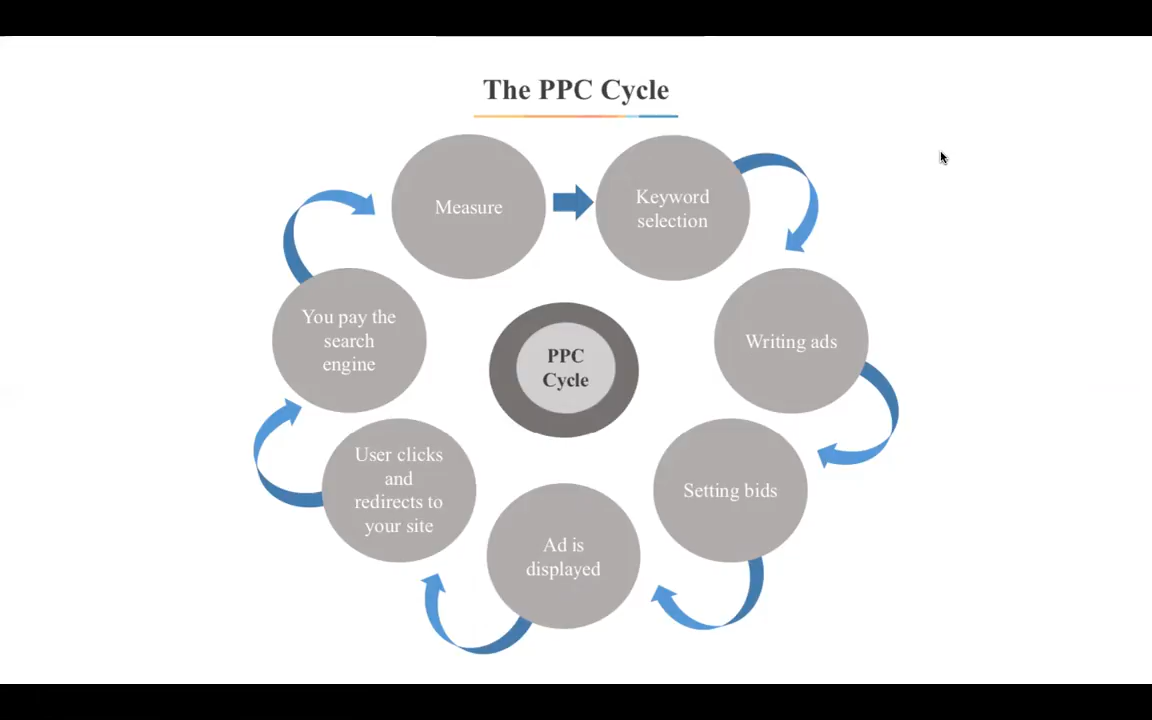 The PPC Cycle
Measure
Keyword
selection
Writing ads
Setting bids
Ad is
displayed
User clicks
and
redirects to
your site
You pay the
search
engine
PPC
Cycle